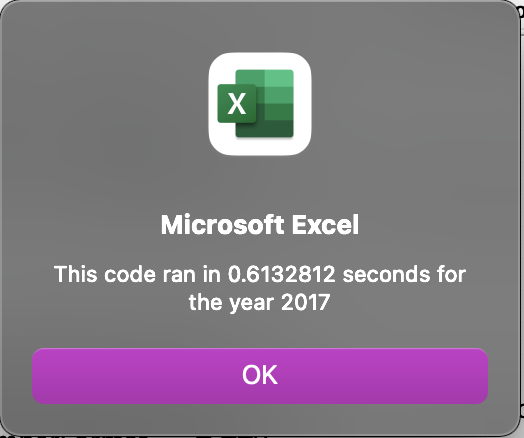 X
Microsoft Excel
This code ran in 0.6132812 seconds for
the year 2017
OK